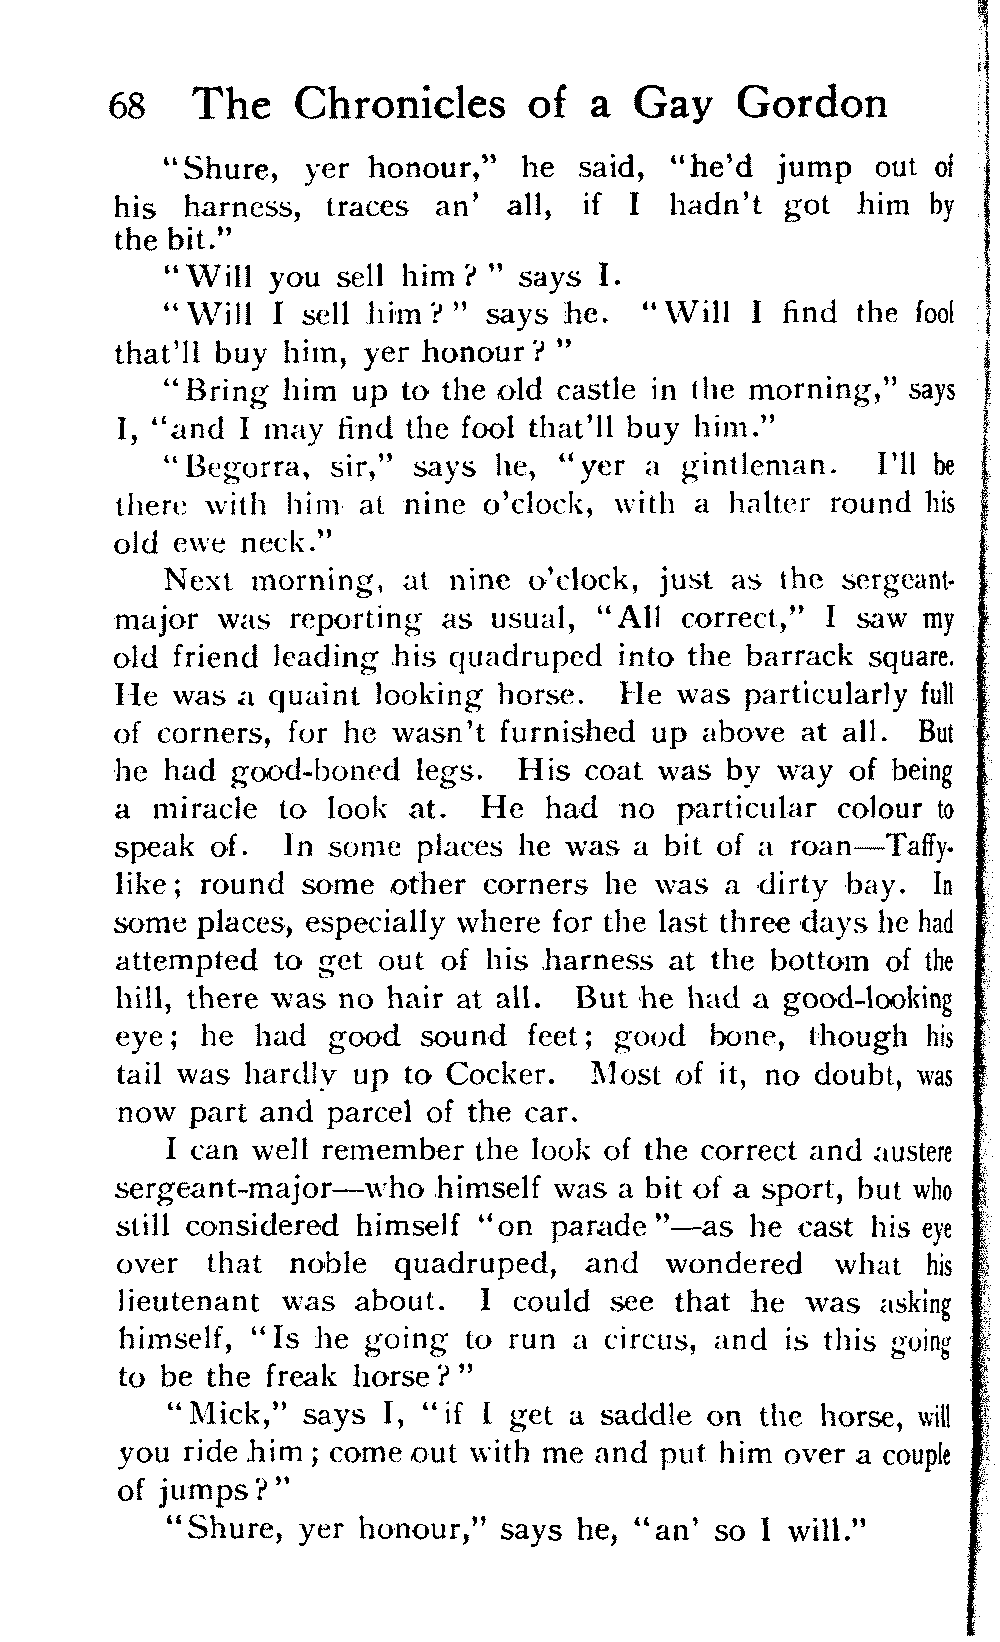 68 The Chronicles of a Gay Gordon
"Shure, yer honour," he said, "he'd jump out of
his harness, traces an' all, if I hadn't got him by
the bit."
"Will you sell him?" says I.
"Will I sell him?" says he. "Will I find the fool
that'll buy him, yer honour?"
"Bring him up to the old castle in the morning," says
I, "and I may find the fool that'll buy him."
"Begorra, sir," says he, "yer a gintleman. I'll be
there with him at nine o'clock, with a halter round his
old ewe neck."
Next morning, at nine o'clock, just as the sergeant-
major was reporting as usual, "All correct," I saw my
old friend leading his quadruped into the barrack square.
He was a quaint looking horse. He was particularly full
of corners, for he wasn't furnished up above at all. But
he had good-boned legs. His coat was by way of being
a miracle to look at. He had no particular colour to
speak of. In some places he was a bit of a roan—Taffy-
like; round some other corners he was a dirty bay. In
some places, especially where for the last three days he had
attempted to get out of his harness at the bottom of the
hill, there was no hair at all. But he had a good-looking
eye; he had good sound feet; good bone, though his
tail was hardly up to Cocker. Most of it, no doubt, was
now part and parcel of the car.
I can well remember the look of the correct and austere
sergeant-major—who himself was a bit of a sport, but who
still considered himself "on parade"—as he cast his eye
over that noble quadruped, and wondered what his
lieutenant was about. I could see that he was asking
himself, "Is he going to run a circus, and is this going
to be the freak horse?"
"Mick," says I, "if I get a saddle on the horse, will
you ride him; come out with me and put him over a couple
of jumps?"
"Shure, yer honour," says he, "an' so I will."